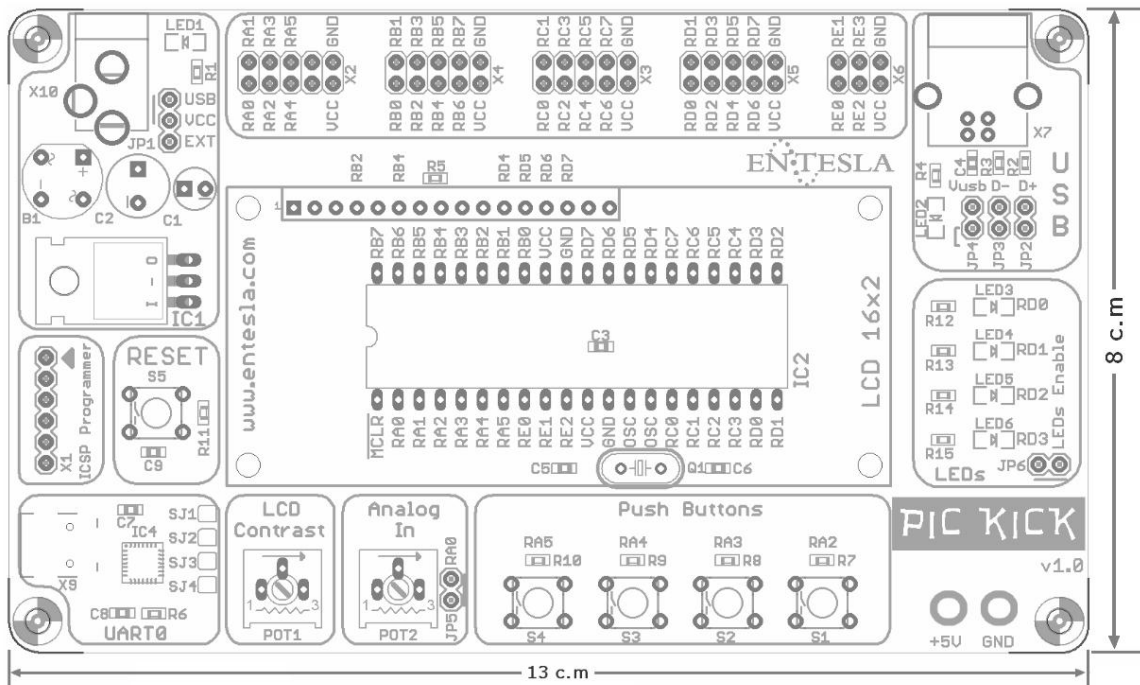 LED1
X10
R1
USB
VCC
EXT
JP1
B1
C2
C1
O
I
IC1
RA1 RA3 RA5 GND
RA0 RA2 RA4 VCC
X2
RB1 RB3 RB5 RB7 GND
RB0 RB2 RB4 RB6 VCC
X4
RC1 RC3 RC5 RC7 GND
RC0 RC2 RC4 RC6 VCC
X3
RD1 RD3 RD5 RD7 GND
RD0 RD3 RD4 RD6 VCC
X5
RE1 RE3 GND
RE0 RE2 VCC
X6
X7
U
S
B
R4
C4
R3
R2
Vusb D- D+
LED2
JP4
JP3
JP2
RB2 RB4 R5 RD4 RD5 RD6 RD7
EN TESLA
1
www.entesla.com
RB7 RB6 RB5 RB4 RB3 RB2 RB1 RB0 VCC GND RD7 RD6 RD5 RD4 RC7 RC6 RC5 RC4 RD3 RD2
C3
IC2
LCD 16x2
MCLR RA0 RA1 RA2 RA3 RA4 RA5 RE0 RE1 RE2 VCC GND OSC OSC RC0 RC1 RC2 RC3 RD0 RD1
C5
Q1
C6
ICSP Programmer
X1
RESET
S5
R11
C9
LED3
R12
RD0
LED4
R13
RD1
LED5
R14
RD2
LED6
R15
RD3
LEDs Enable
JP6
LEDs
8 c.m
C7
IC4
SJ1
SJ2
SJ3
SJ4
X9
C8
R6
UART0
LCD
Contrast
1 3
POT1
Analog
In
RA0
1 3
POT2
JP5
Push Buttons
RA5 RA4 RA3 RA2
R10 R9 R8 R7
S4 S3 S2 S1
PIC KICK
v1.0
+5V GND
13 c.m